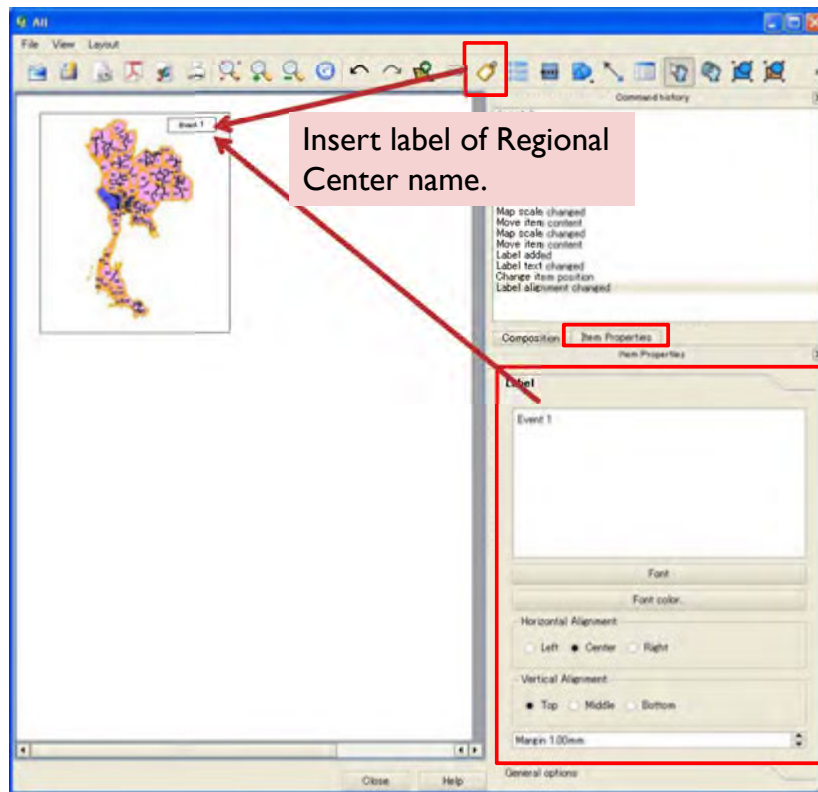 All
File View Layout
Command history
Event 1
Insert label of Regional
Center name.
Map scale changed
Move item content
Map scale changed
Move item content
Label added
Label text changed
Change item position
Label alignment changed
Composition Item Properties
Item Properties
Label
Event 1
Font
Font color.
Horizontal Alignment
Left Center Right
Vertical Alignment
Top Middle Bottom
Margin 1.00mm
General options
Close Help